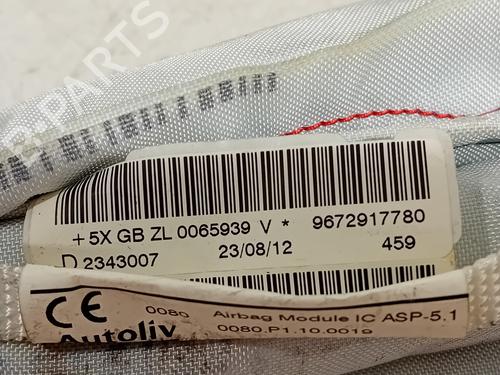 + 5X GB ZL 0065939 V * 9672917780
D 2343007 23/08/12 459
CE 0080 Airbag Module IC ASP-5.1
Autoliv 0080.P1.10.0019
PARTS